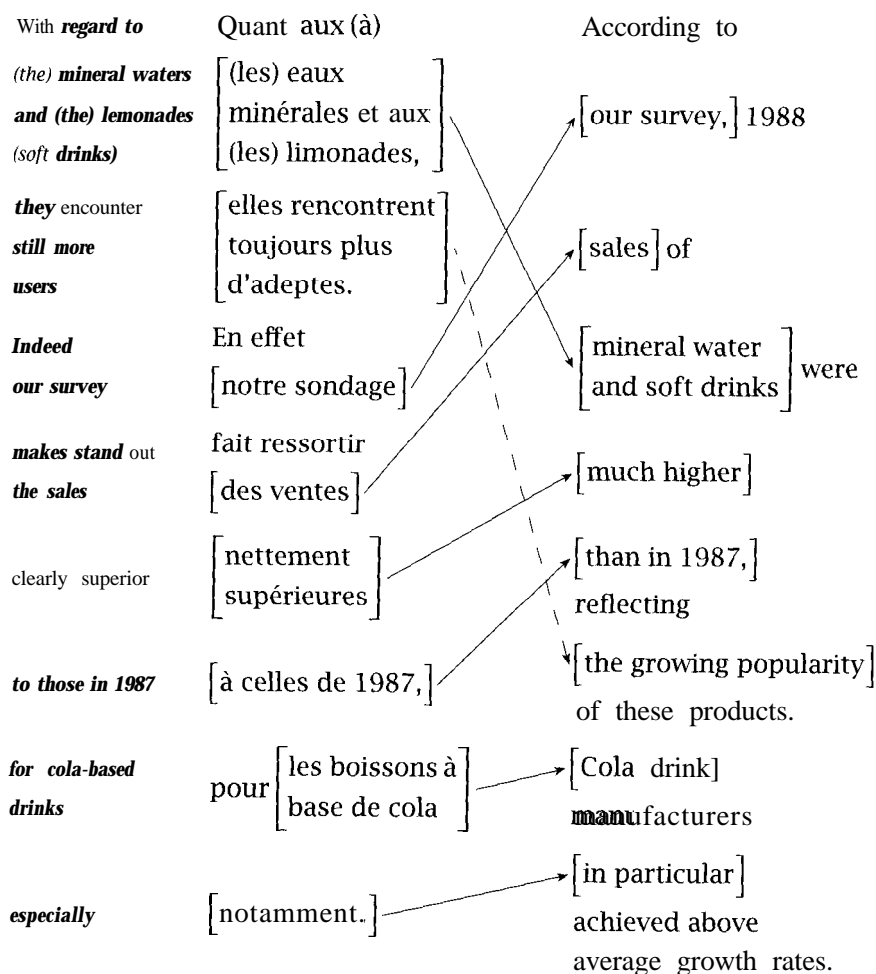 With regard to
(the) mineral waters
and (the) lemonades
(soft drinks)
they encounter
still more
users
Indeed
our survey
makes stand out
the sales
clearly superior
to those in 1987
for cola-based
drinks
especially
Quant aux (à)
[(les) eaux
minérales et aux
(les) limonades,]
[elles rencontrent
toujours plus
d'adeptes.]
En effet
[notre sondage]
fait ressortir
[des ventes]
[nettement
supérieures]
[à celles de 1987,]
pour [les boissons à
base de cola]
[notamment.]
According to
[our survey,] 1988
[sales] of
[mineral water
and soft drinks] were
[much higher]
[than in 1987,]
reflecting
[the growing popularity]
of these products.
[Cola drink]
manufacturers
[in particular]
achieved above
average growth rates.